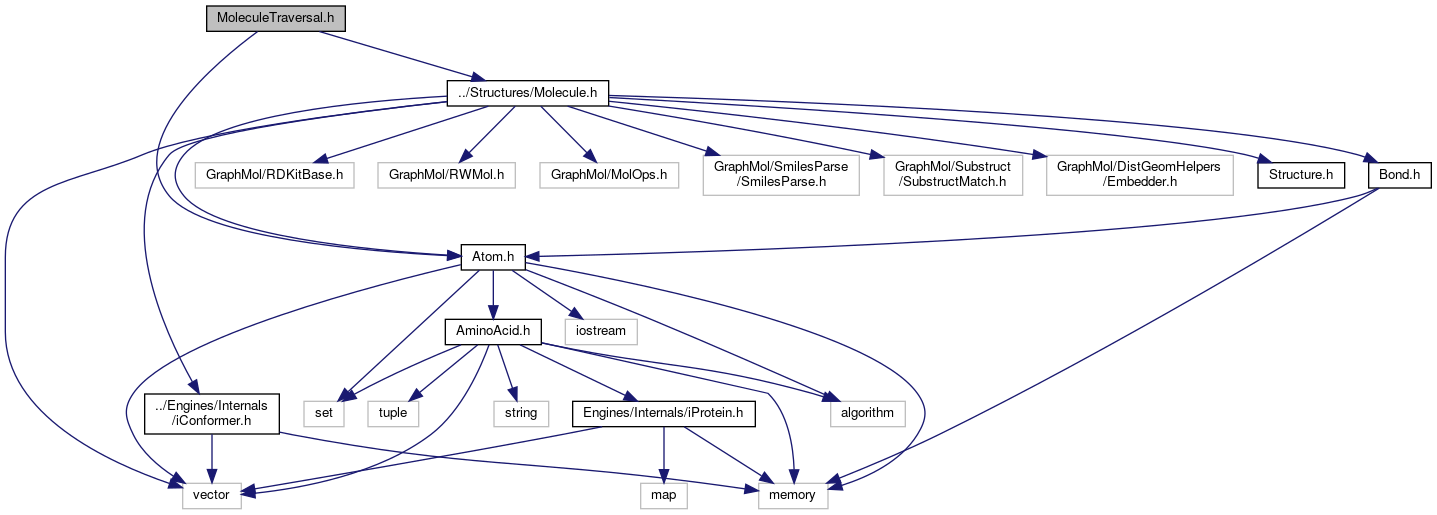 MoleculeTraversal.h
../Structures/Molecule.h
GraphMol/RDKitBase.h
GraphMol/RWMol.h
GraphMol/MolOps.h
GraphMol/SmilesParse
/SmilesParse.h
GraphMol/Substruct
/SubstructMatch.h
GraphMol/DistGeomHelpers
/Embedder.h
Structure.h
Bond.h
Atom.h
AminoAcid.h
iostream
../Engines/Internals
/iConformer.h
set
tuple
string
Engines/Internals/iProtein.h
algorithm
vector
map
memory